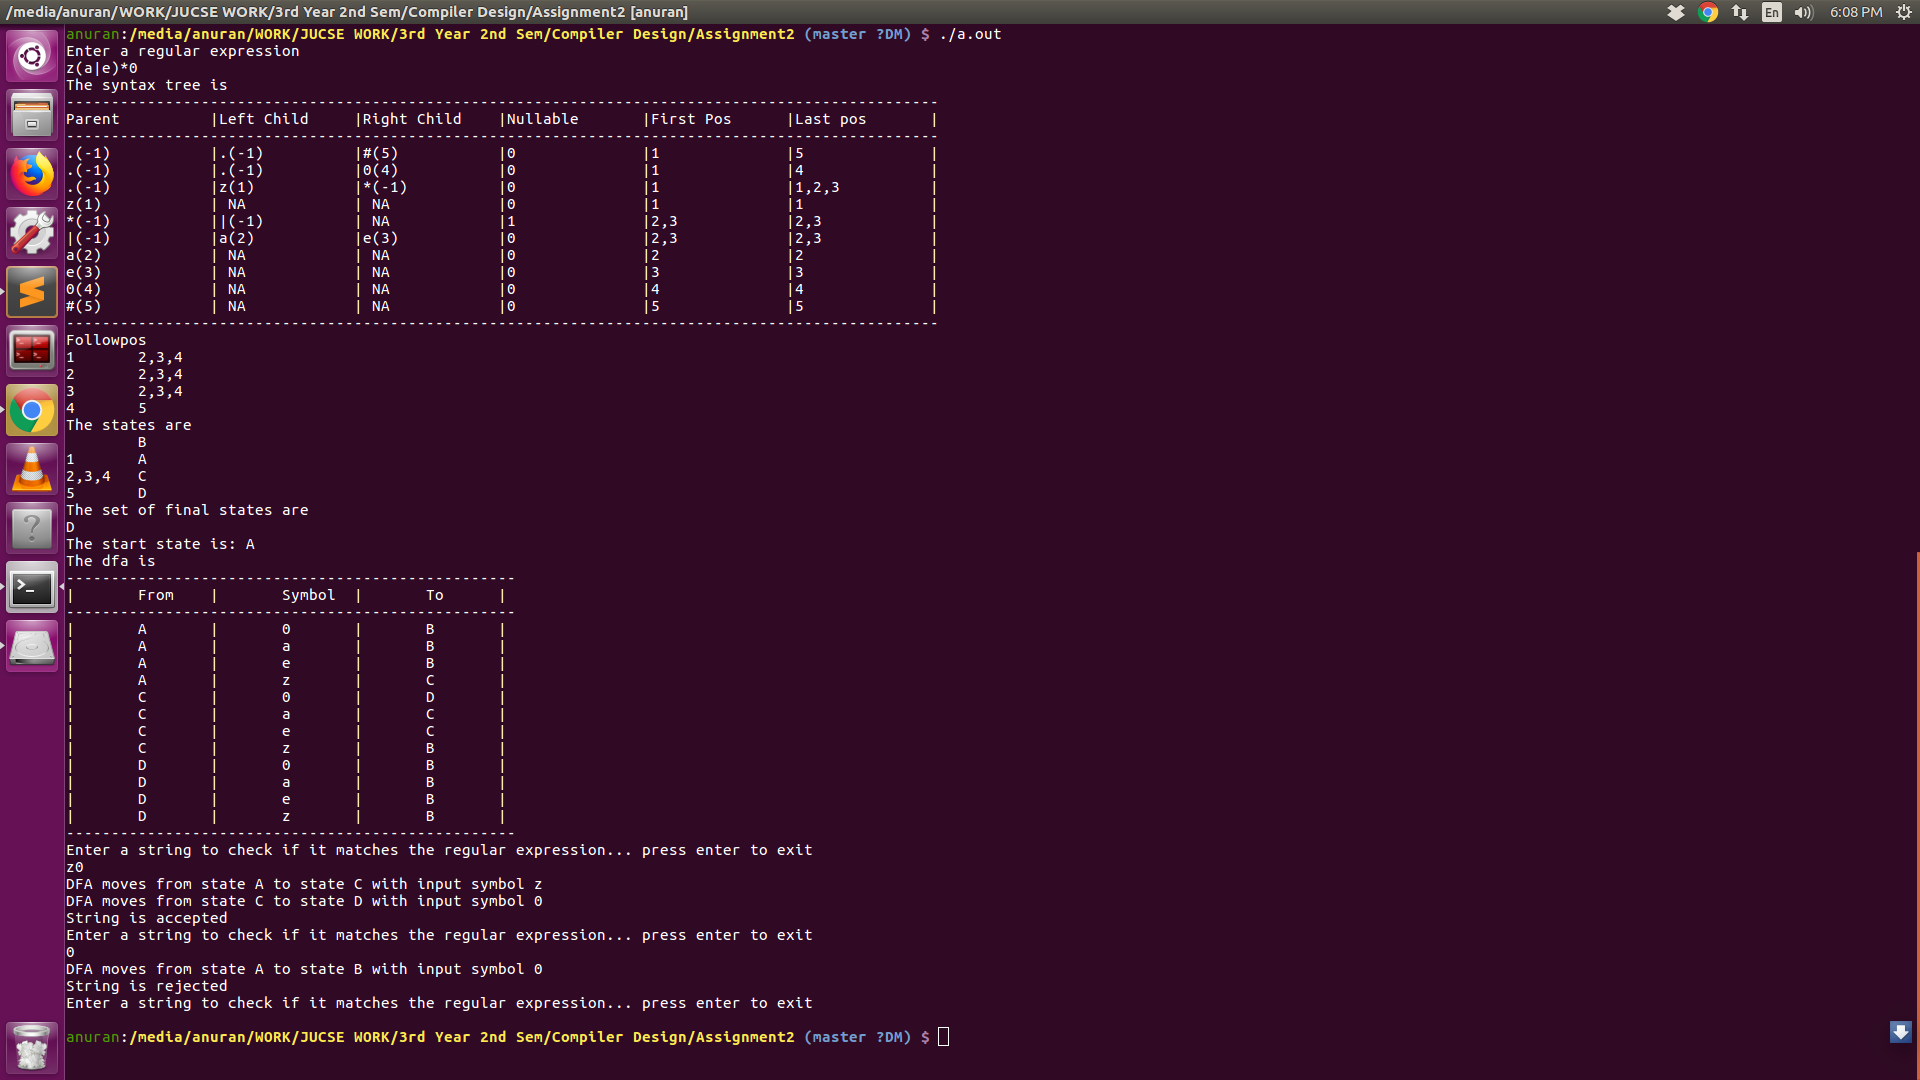 /media/anuran/WORK/JUCSE WORK/3rd Year 2nd Sem/Compiler Design/Assignment2 [anuran] En 6:08 PM
anuran:/media/anuran/WORK/JUCSE WORK/3rd Year 2nd Sem/Compiler Design/Assignment2 (master ?DM) $ ./a.out
Enter a regular expression
z(a|e)*0
The syntax tree is
-------------------------------------------------------------------------------------------------
Parent |Left Child |Right Child |Nullable |First Pos |Last pos |
-------------------------------------------------------------------------------------------------
.(-1) |.(-1) |#(5) |0 |1 |5 |
.(-1) |.(-1) |0(4) |0 |1 |4 |
.(-1) |z(1) |*(-1) |0 |1 |1,2,3 |
z(1) | NA | NA |0 |1 |1 |
*(-1) ||(-1) | NA |1 |2,3 |2,3 |
|(-1) |a(2) |e(3) |0 |2,3 |2,3 |
a(2) | NA | NA |0 |2 |2 |
e(3) | NA | NA |0 |3 |3 |
0(4) | NA | NA |0 |4 |4 |
#(5) | NA | NA |0 |5 |5 |
-------------------------------------------------------------------------------------------------
Followpos
1 2,3,4
2 2,3,4
3 2,3,4
4 5
The states are
B
1 A
2,3,4 C
5 D
The set of final states are
D
The start state is: A
The dfa is
--------------------------------------------------
| From | Symbol | To |
--------------------------------------------------
| A | 0 | B |
| A | a | B |
| A | e | B |
| A | z | C |
| C | 0 | D |
| C | a | C |
| C | e | C |
| C | z | B |
| D | 0 | B |
| D | a | B |
| D | e | B |
| D | z | B |
--------------------------------------------------
Enter a string to check if it matches the regular expression... press enter to exit
z0
DFA moves from state A to state C with input symbol z
DFA moves from state C to state D with input symbol 0
String is accepted
Enter a string to check if it matches the regular expression... press enter to exit
0
DFA moves from state A to state B with input symbol 0
String is rejected
Enter a string to check if it matches the regular expression... press enter to exit
anuran:/media/anuran/WORK/JUCSE WORK/3rd Year 2nd Sem/Compiler Design/Assignment2 (master ?DM) $